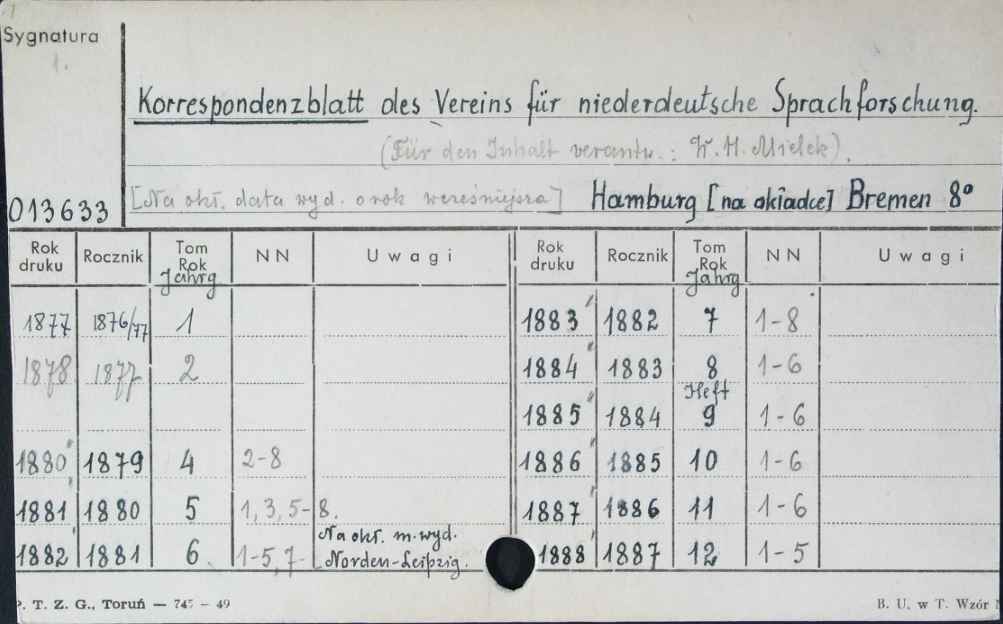 Sygnatura
1.
Korrespondenzblatt des Vereins für niederdeutsche Sprachforschung.
(Für den Inhalt verantw.: W. H. Mielck).
[Na okł. data wyd. o rok wcześniejsza] Hamburg [na okładce] Bremen 8°
013633
Rok druku Rocznik Tom Rok Jahrg NN Uwagi
1877 1876/77 1
1878 1877 2
1880 1879 4 2-8
1881 1880 5 1, 3, 5-8.
1882 1881 6 1-5, 7- Na okł. m. wyd.
Norden-Leipzig.
Rok druku Rocznik Tom Rok Jahrg NN Uwagi
1883 1882 7 1-8
1884 1883 8 1-6
Heft
1885 1884 9 1-6
1886 1885 10 1-6
1887 1886 11 1-6
1888 1887 12 1-5
P. T. Z. G., Toruń — 745 - 49
B. U. w T. Wzór